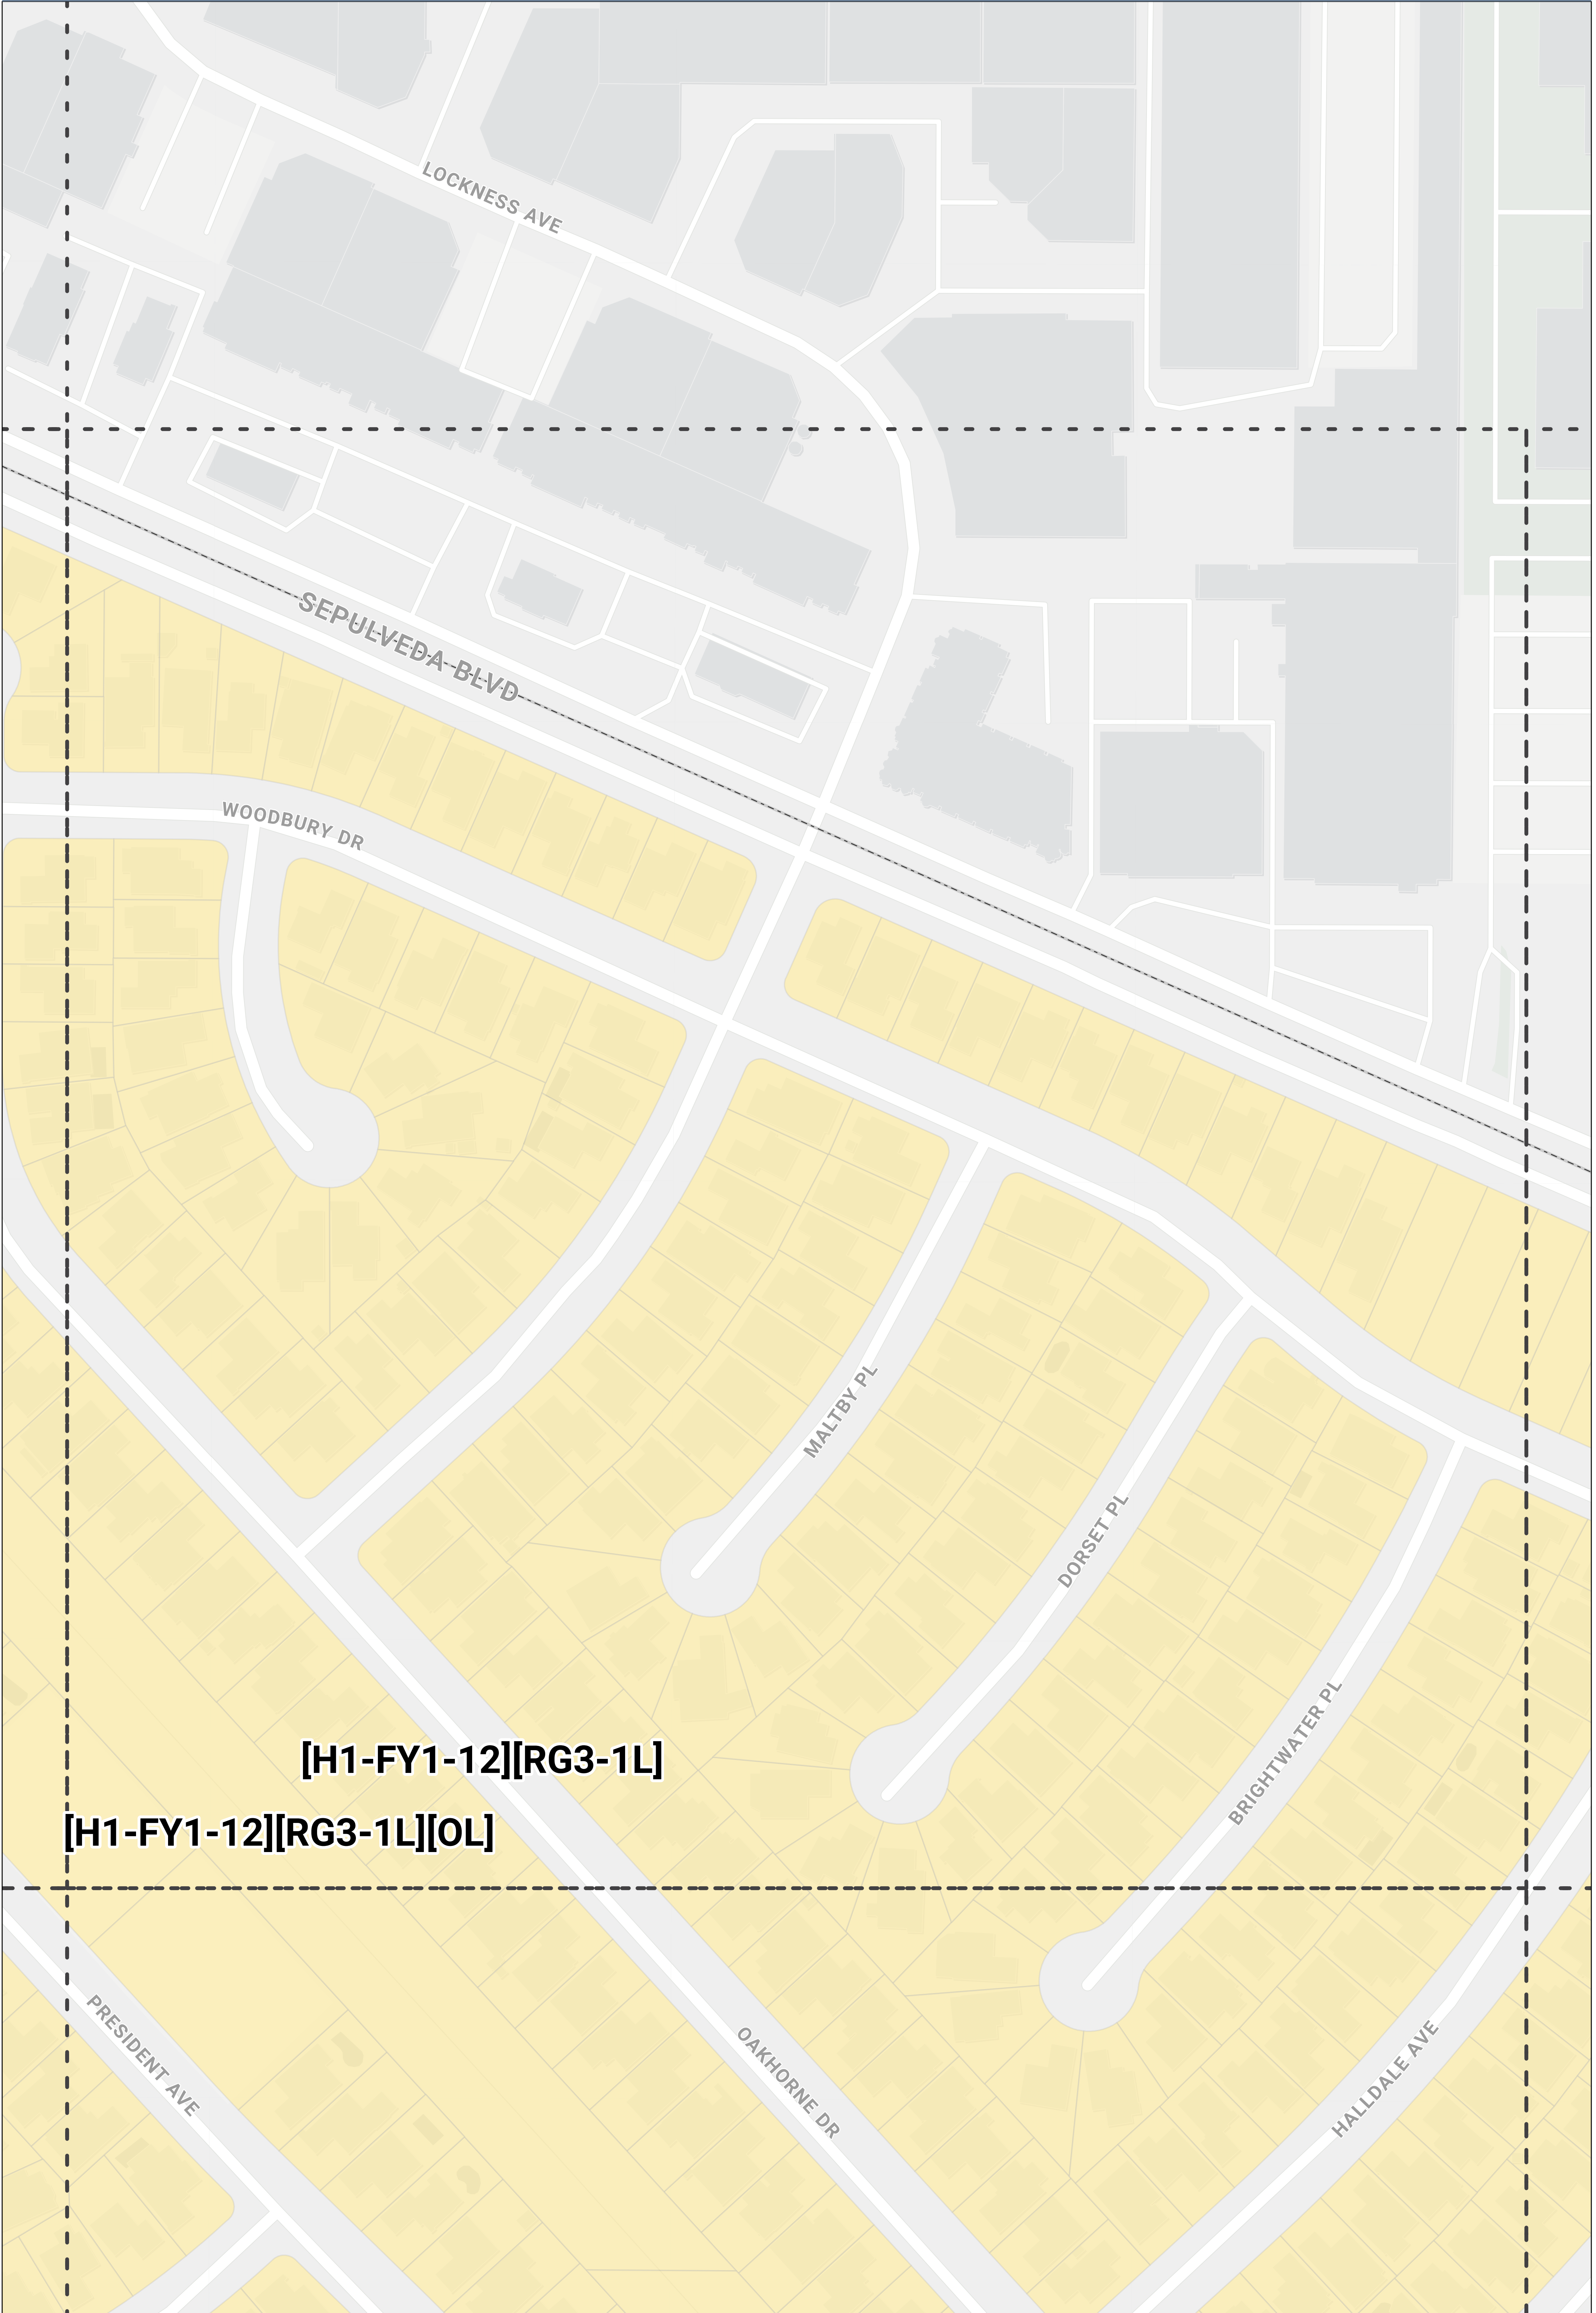 LOCKNESS AVE
SEPULVEDA BLVD
WOODBURY DR
MALTBY PL
DORSET PL
BRIGHTWATER PL
[H1-FY1-12][RG3-1L]
[H1-FY1-12][RG3-1L][OL]
PRESIDENT AVE
OAKHORNE DR
HALLDALE AVE